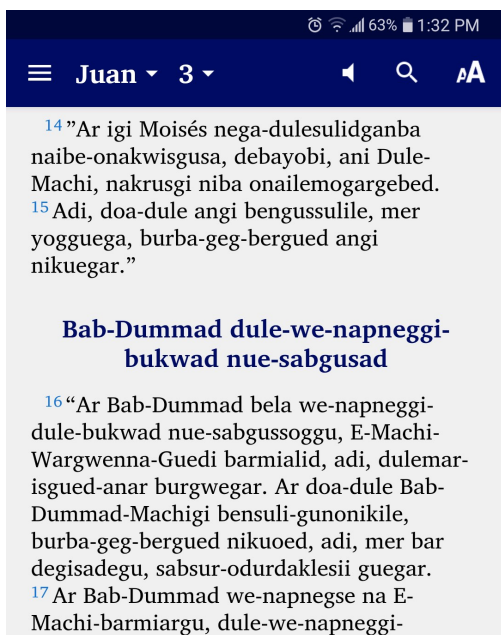 63% 1:32 PM
Juan 3 AA
14 ”Ar igi Moisés nega-dulesulidganba
naibe-onakwisgusa, debayobi, ani Dule-
Machi, nakrusgi niba onailemogargebed.
15 Adi, doa-dule angi bengussulile, mer
yogguega, burba-geg-bergued angi
nikuegar.”
Bab-Dummad dule-we-napneggi-
bukwad nue-sabgusad
16 “Ar Bab-Dummad bela we-napneggi-
dule-bukwad nue-sabgussoggu, E-Machi-
Wargwenna-Guedi barmialid, adi, dulemar-
isgued-anar burgwegar. Ar doa-dule Bab-
Dummad-Machigi bensuli-gunonikile,
burba-geg-bergued nikuoed, adi, mer bar
degisadegu, sabsur-odurdaklesii guegar.
17 Ar Bab-Dummad we-napnegse na E-
Machi-barmiargu, dule-we-napneggi-